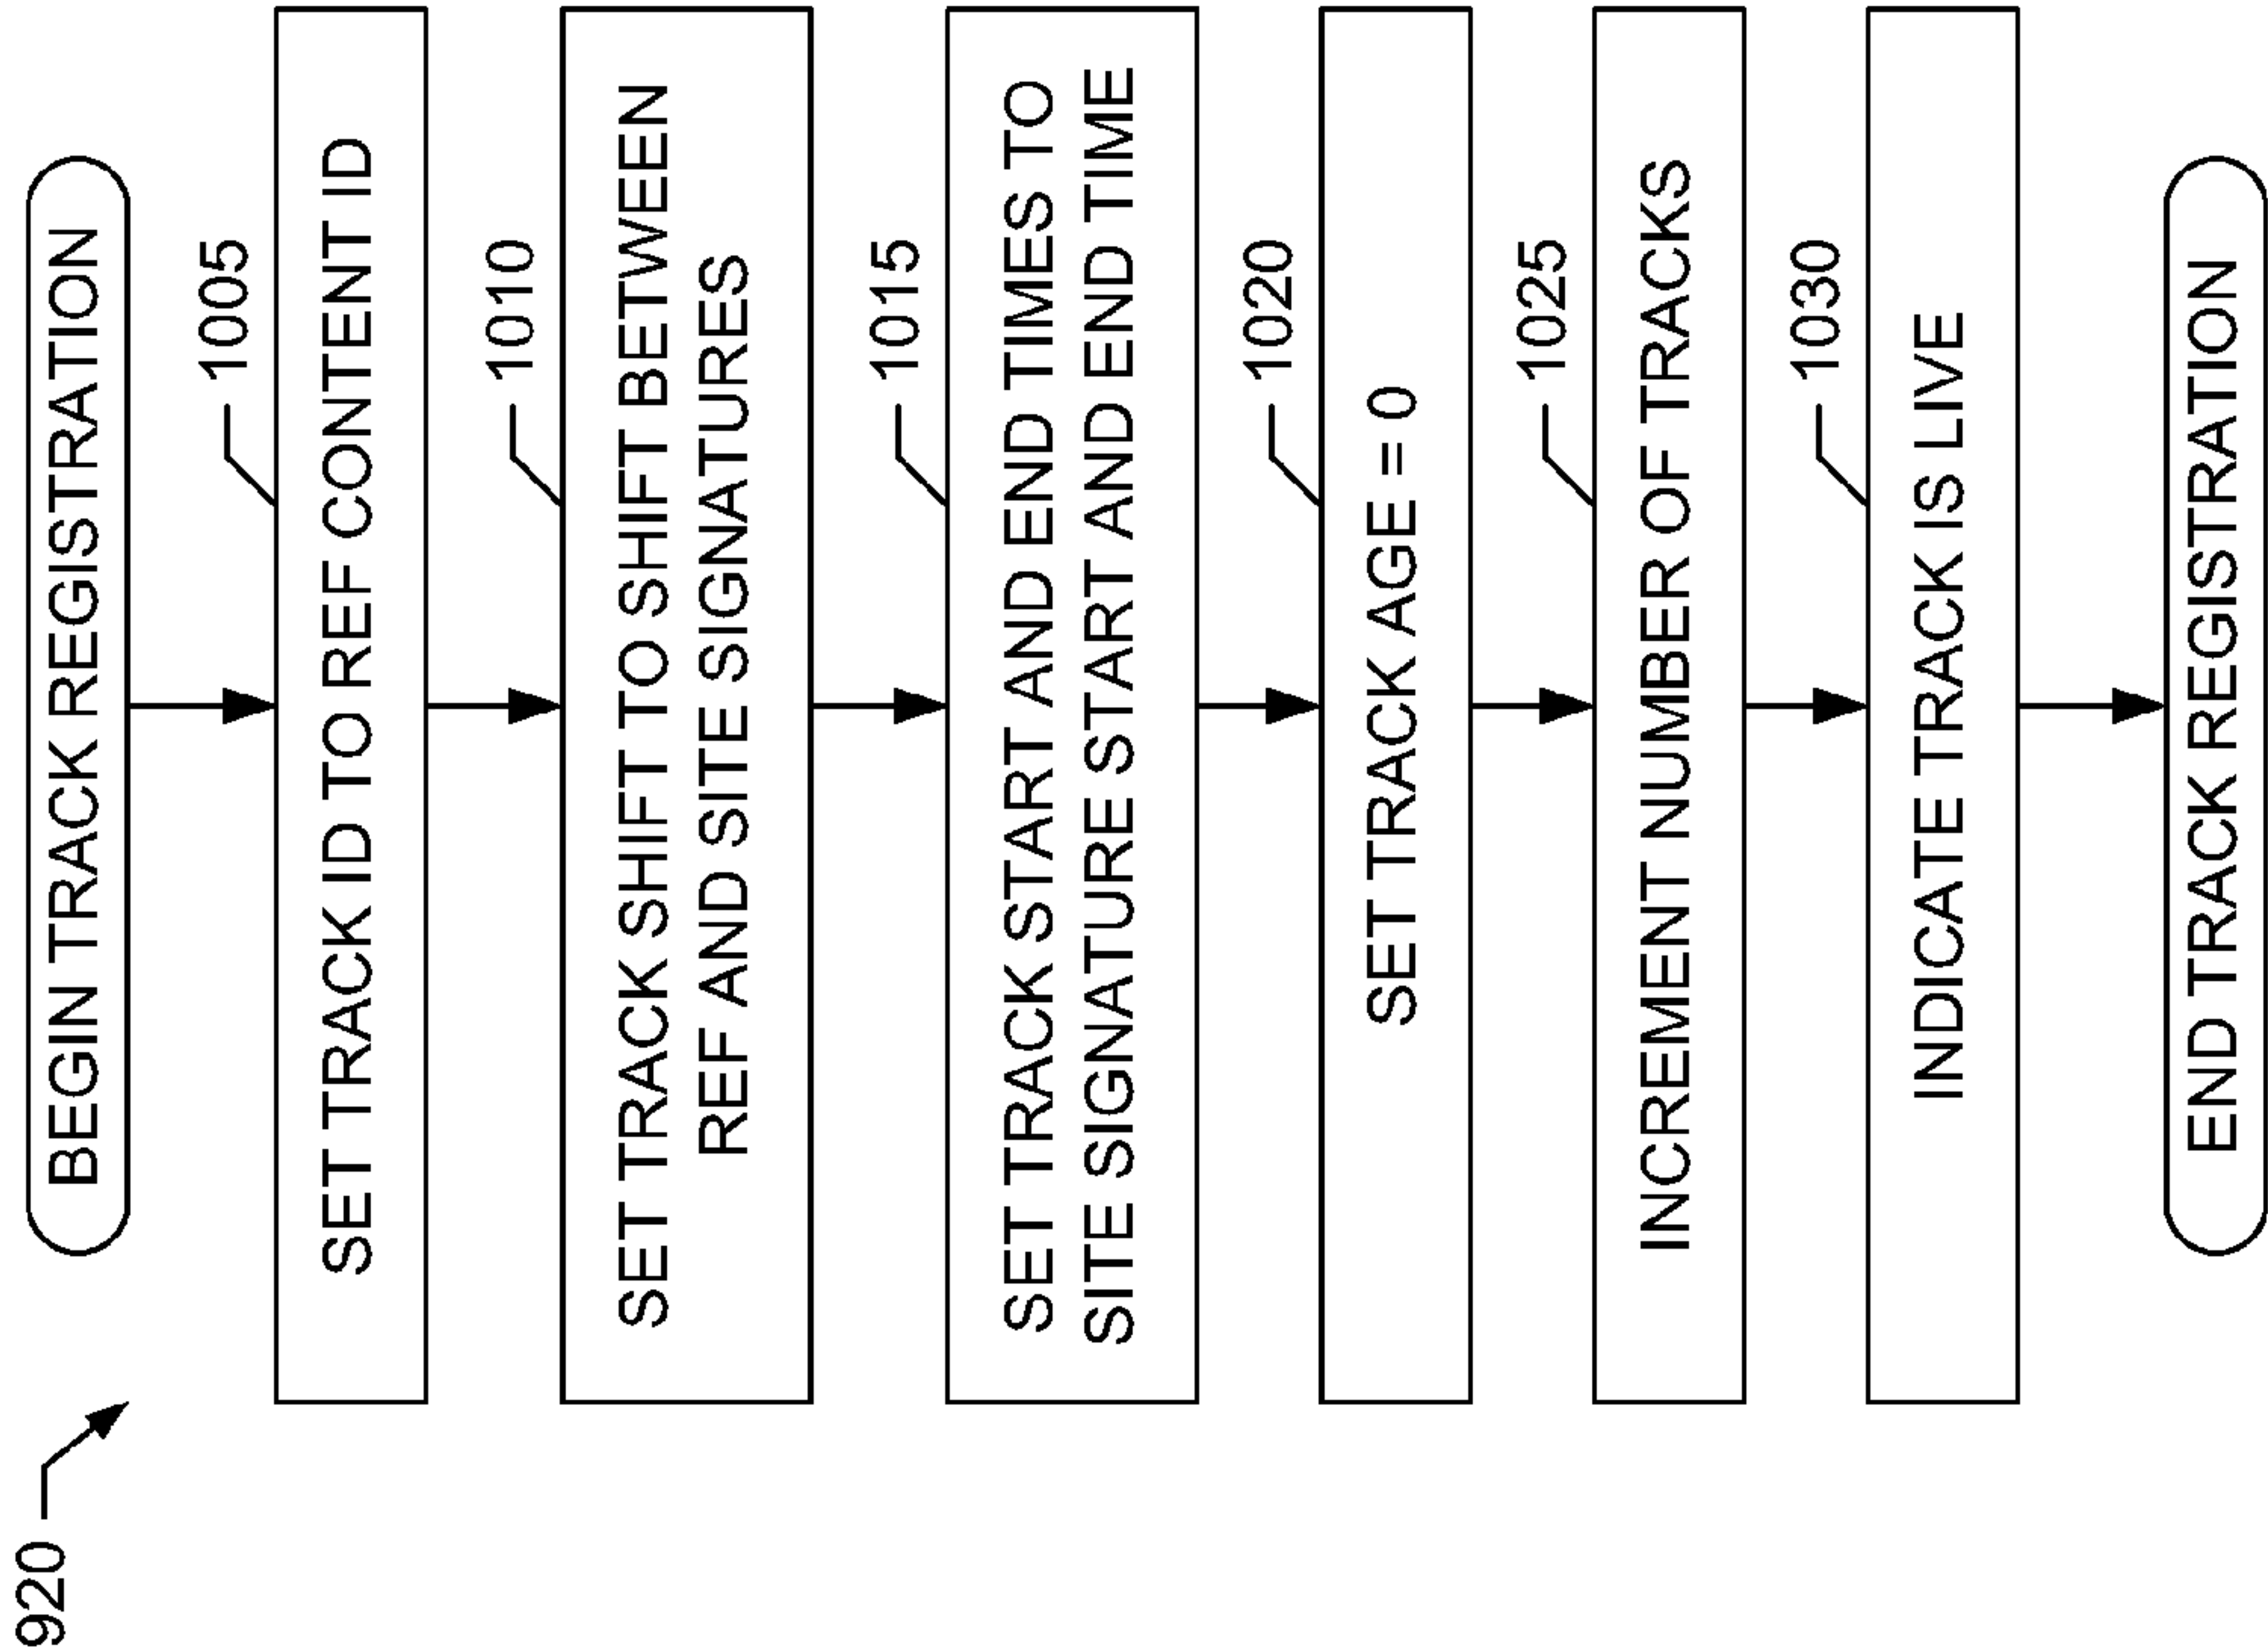 920
BEGIN TRACK REGISTRATION
1005
SET TRACK ID TO REF CONTENT ID
1010
SET TRACK SHIFT TO SHIFT BETWEEN
REF AND SITE SIGNATURES
1015
SET TRACK START AND END TIMES TO
SITE SIGNATURE START AND END TIME
1020
SET TRACK AGE = 0
1025
INCREMENT NUMBER OF TRACKS
1030
INDICATE TRACK IS LIVE
END TRACK REGISTRATION